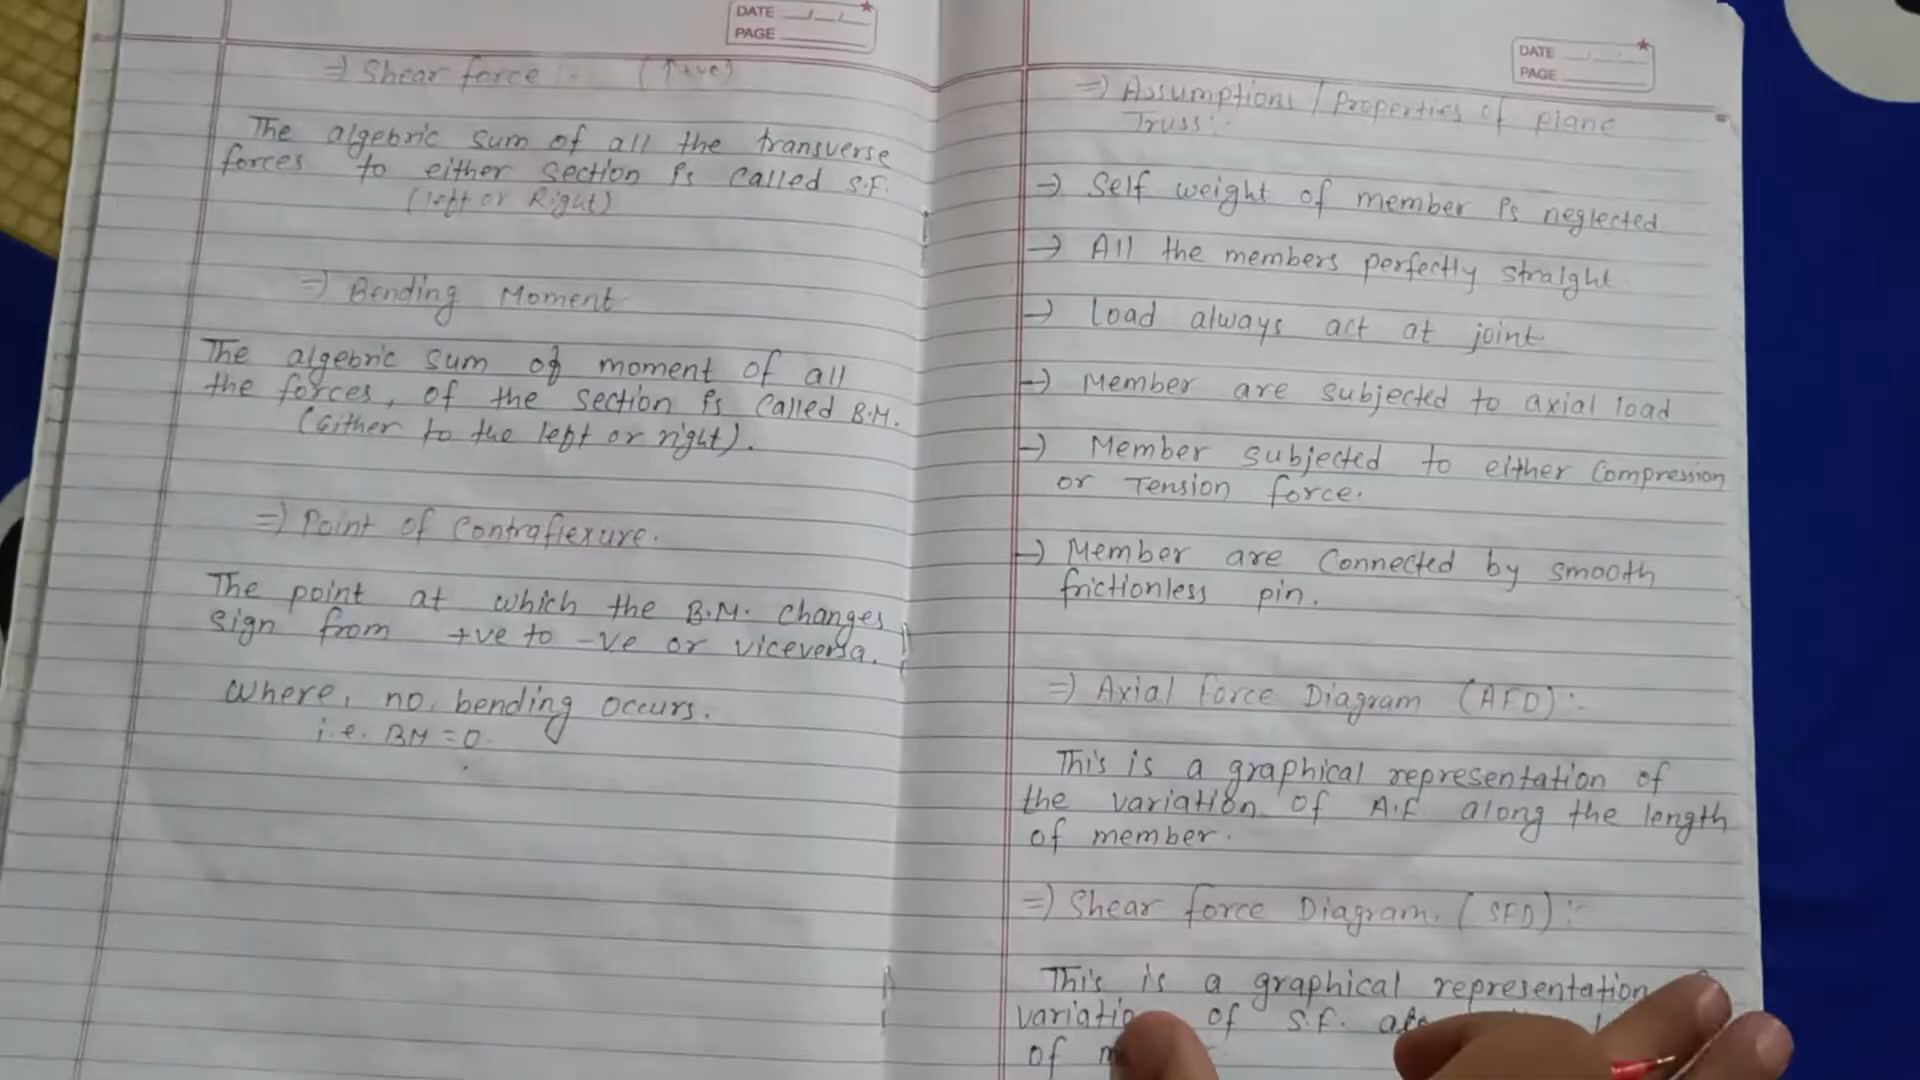 DATE __/__/__
PAGE
⇒ Shear force :- (↑+ve)
The algebric sum of all the transverse
forces to either section is called S.F.
(left or Right)
⇒ Bending Moment
The algebric sum of moment of all
the forces, of the section is called B.M.
(Either to the left or right).
⇒ Point of Contraflexure.
The point at which the B.M. changes
sign from +ve to -ve or viceversa.
Where, no bending occurs.
i.e. BM = 0.
DATE __/__/__
PAGE
⇒ Assumptions / Properties of plane
Truss:-
→ Self weight of member is neglected
→ All the members perfectly straight
→ Load always act at joint
→ Member are subjected to axial load
→ Member subjected to either Compression
or Tension force.
→ Member are Connected by smooth
frictionless pin.
⇒ Axial Force Diagram (AFD):-
This is a graphical representation of
the variation of A.F. along the length
of member.
⇒ Shear force Diagram. (SFD):-
This is a graphical representation
variation of S.F.
of